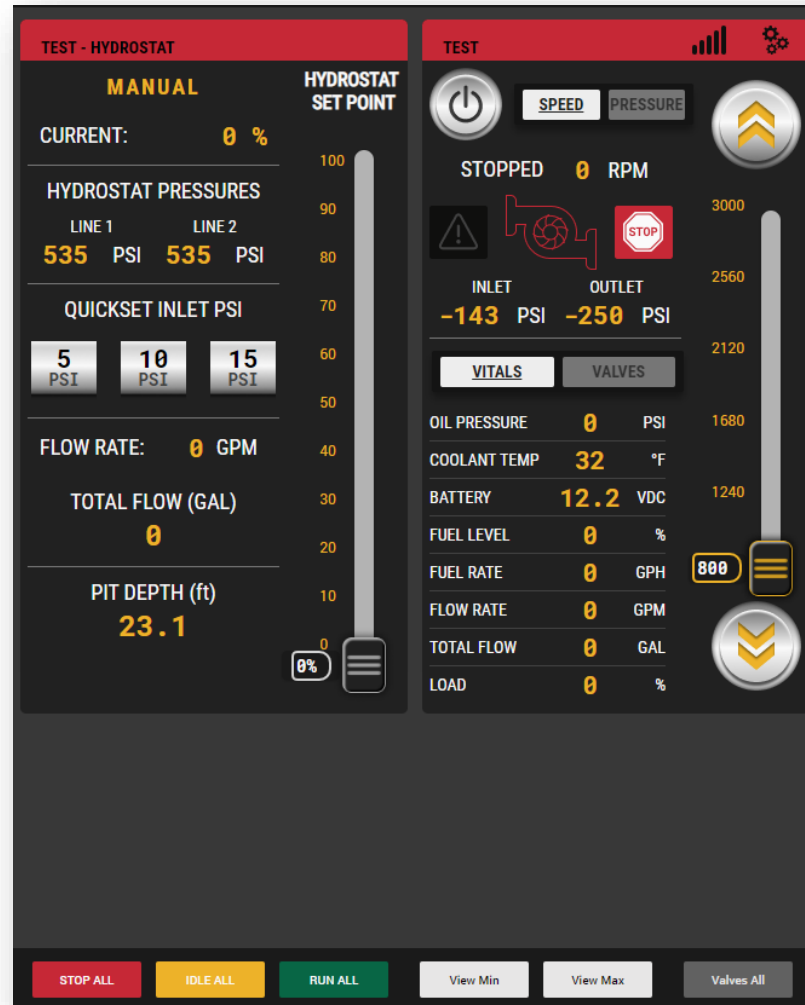 TEST - HYDROSTAT
MANUAL
HYDROSTAT
SET POINT
CURRENT: 0 %
HYDROSTAT PRESSURES
LINE 1 LINE 2
535 PSI 535 PSI
QUICKSET INLET PSI
5 PSI
10 PSI
15 PSI
FLOW RATE: 0 GPM
TOTAL FLOW (GAL)
0
PIT DEPTH (ft)
23.1
100
90
80
70
60
50
40
30
20
10
0
0%
TEST
SPEED PRESSURE
STOPPED 0 RPM
STOP
INLET OUTLET
-143 PSI -250 PSI
VITALS VALVES
OIL PRESSURE 0 PSI
COOLANT TEMP 32 °F
BATTERY 12.2 VDC
FUEL LEVEL 0 %
FUEL RATE 0 GPH
FLOW RATE 0 GPM
TOTAL FLOW 0 GAL
LOAD 0 %
3000
2560
2120
1680
1240
800
STOP ALL IDLE ALL RUN ALL View Min View Max Valves All